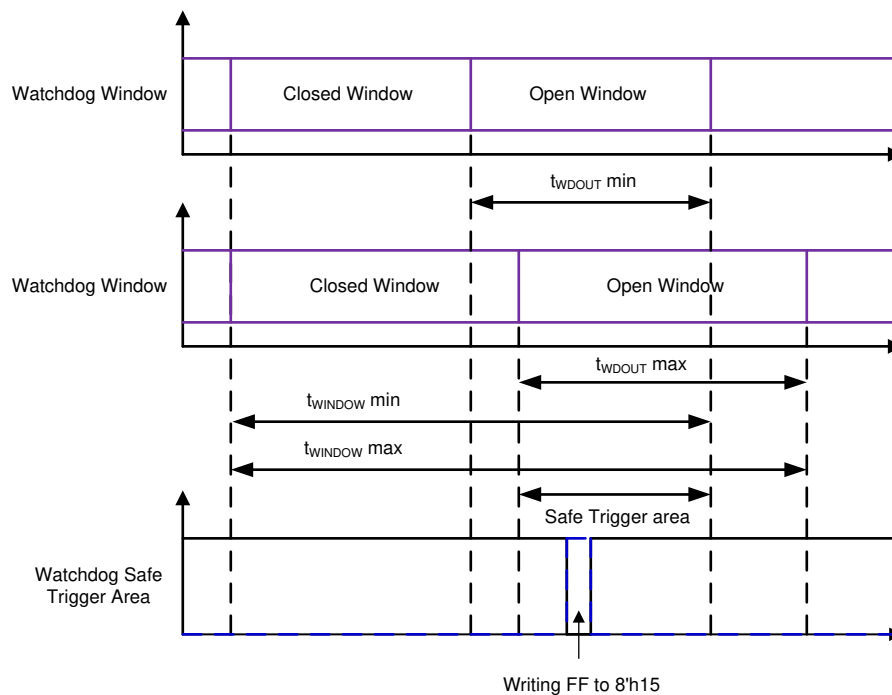 Watchdog Window
Closed Window
Open Window
tWDOUT min
Watchdog Window
Closed Window
Open Window
tWDOUT max
tWINDOW min
tWINDOW max
Safe Trigger area
Watchdog Safe
Trigger Area
Writing FF to 8'h15